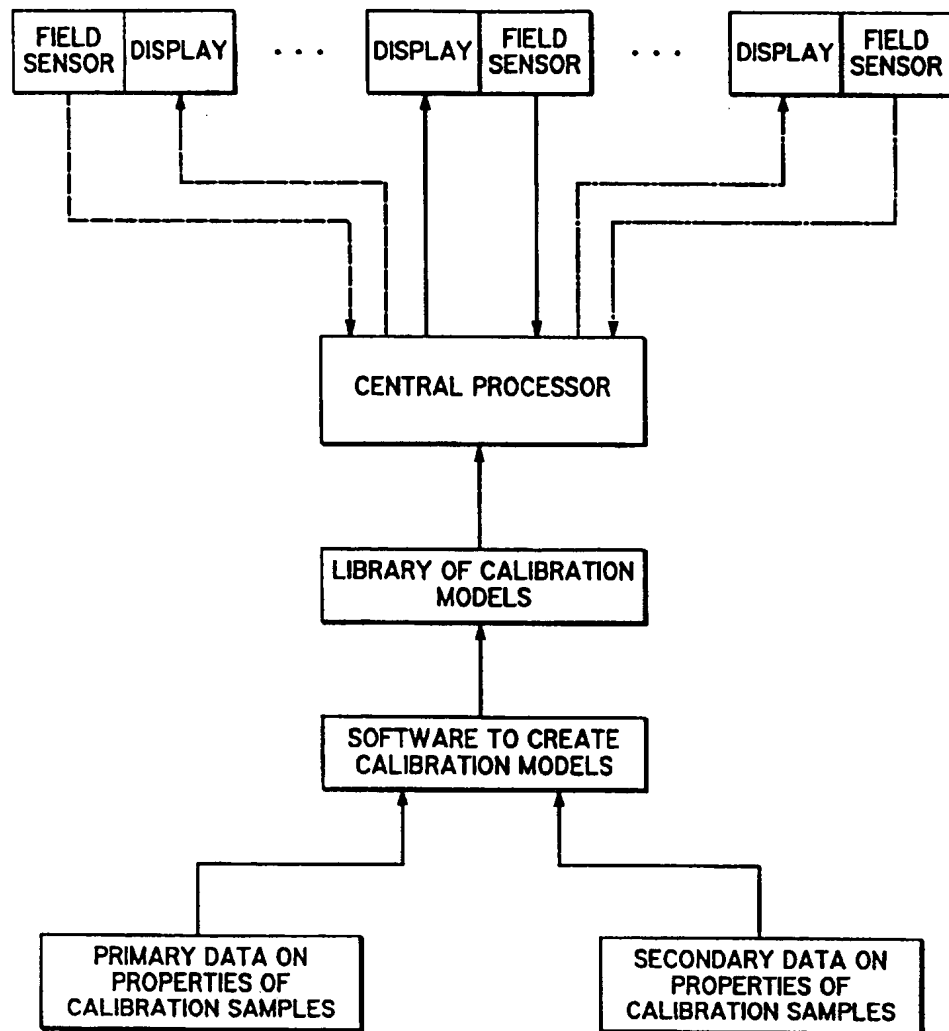 FIELD SENSOR
DISPLAY
DISPLAY
FIELD SENSOR
DISPLAY
FIELD SENSOR
CENTRAL PROCESSOR
LIBRARY OF CALIBRATION
MODELS
SOFTWARE TO CREATE
CALIBRATION MODELS
PRIMARY DATA ON
PROPERTIES OF
CALIBRATION SAMPLES
SECONDARY DATA ON
PROPERTIES OF
CALIBRATION SAMPLES